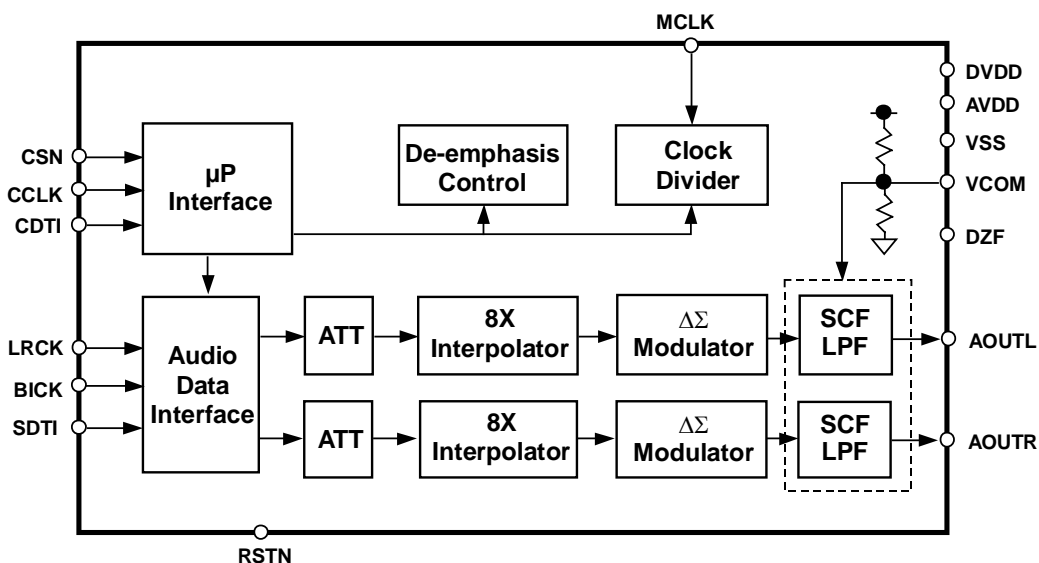 MCLK
DVDD
AVDD
VSS
VCOM
DZF
CSN
CCLK
CDTI
µP
Interface
De-emphasis
Control
Clock
Divider
LRCK
BICK
SDTI
Audio
Data
Interface
ATT
8X
Interpolator
ΔΣ
Modulator
SCF
LPF
AOUTL
ATT
8X
Interpolator
ΔΣ
Modulator
SCF
LPF
AOUTR
RSTN